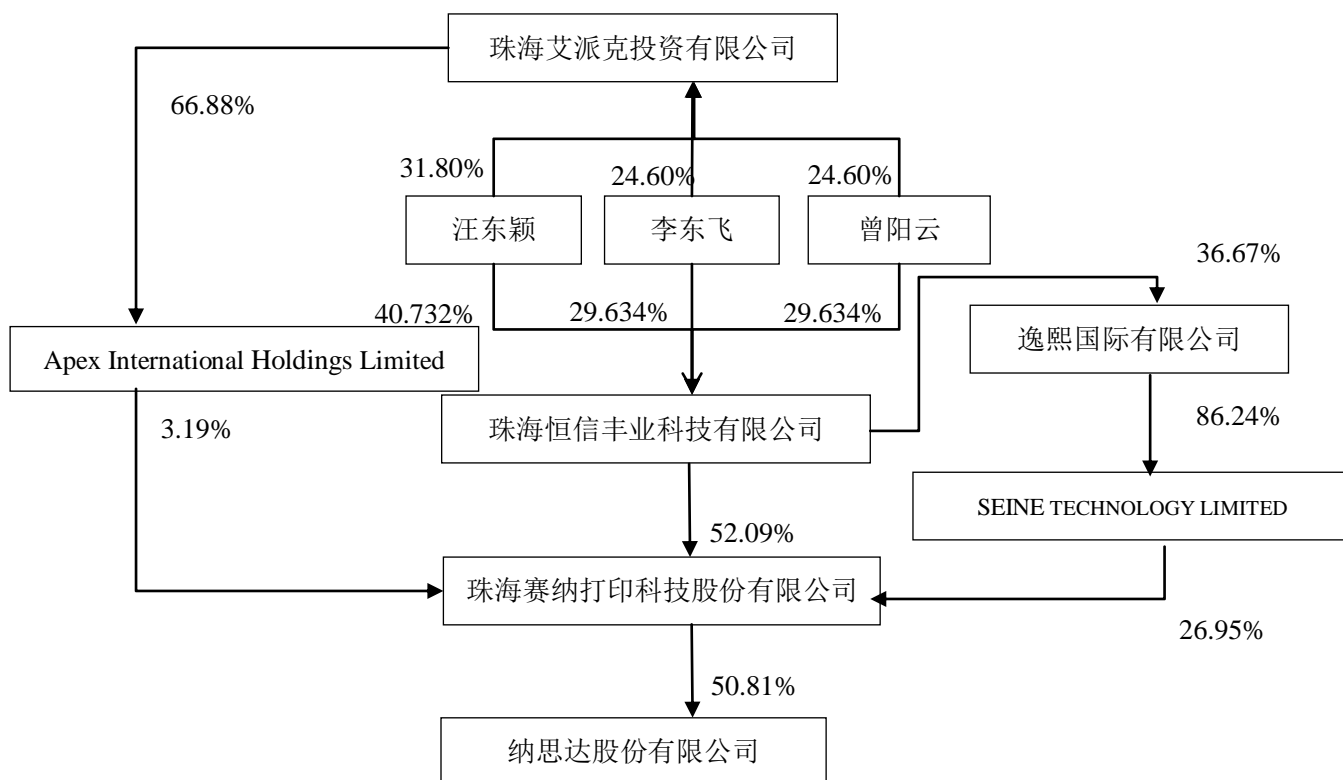 珠海艾派克投资有限公司
66.88%
31.80%
24.60%
24.60%
汪东颖
李东飞
曾阳云
36.67%
40.732%
29.634%
29.634%
逸熙国际有限公司
Apex International Holdings Limited
3.19%
珠海恒信丰业科技有限公司
86.24%
SEINE TECHNOLOGY LIMITED
52.09%
珠海赛纳打印科技股份有限公司
26.95%
50.81%
纳思达股份有限公司